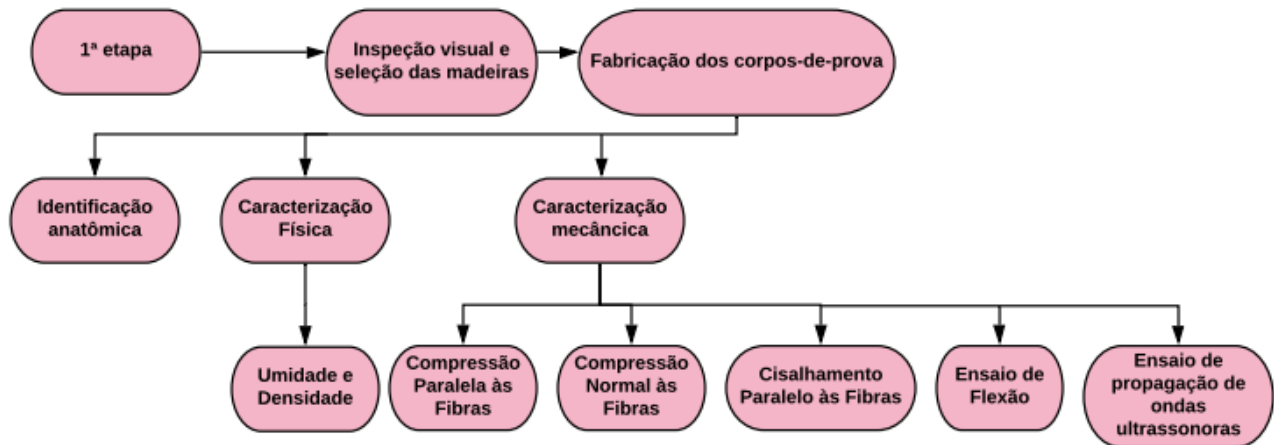 1ª etapa
Inspeção visual e
seleção das madeiras
Fabricação dos corpos-de-prova
Identificação
anatômica
Caracterização
Física
Caracterização
mecâncica
Umidade e
Densidade
Compressão
Paralela às
Fibras
Compressão
Normal às
Fibras
Cisalhamento
Paralelo às Fibras
Ensaio de
Flexão
Ensaio de
propagação de
ondas
ultrassonoras